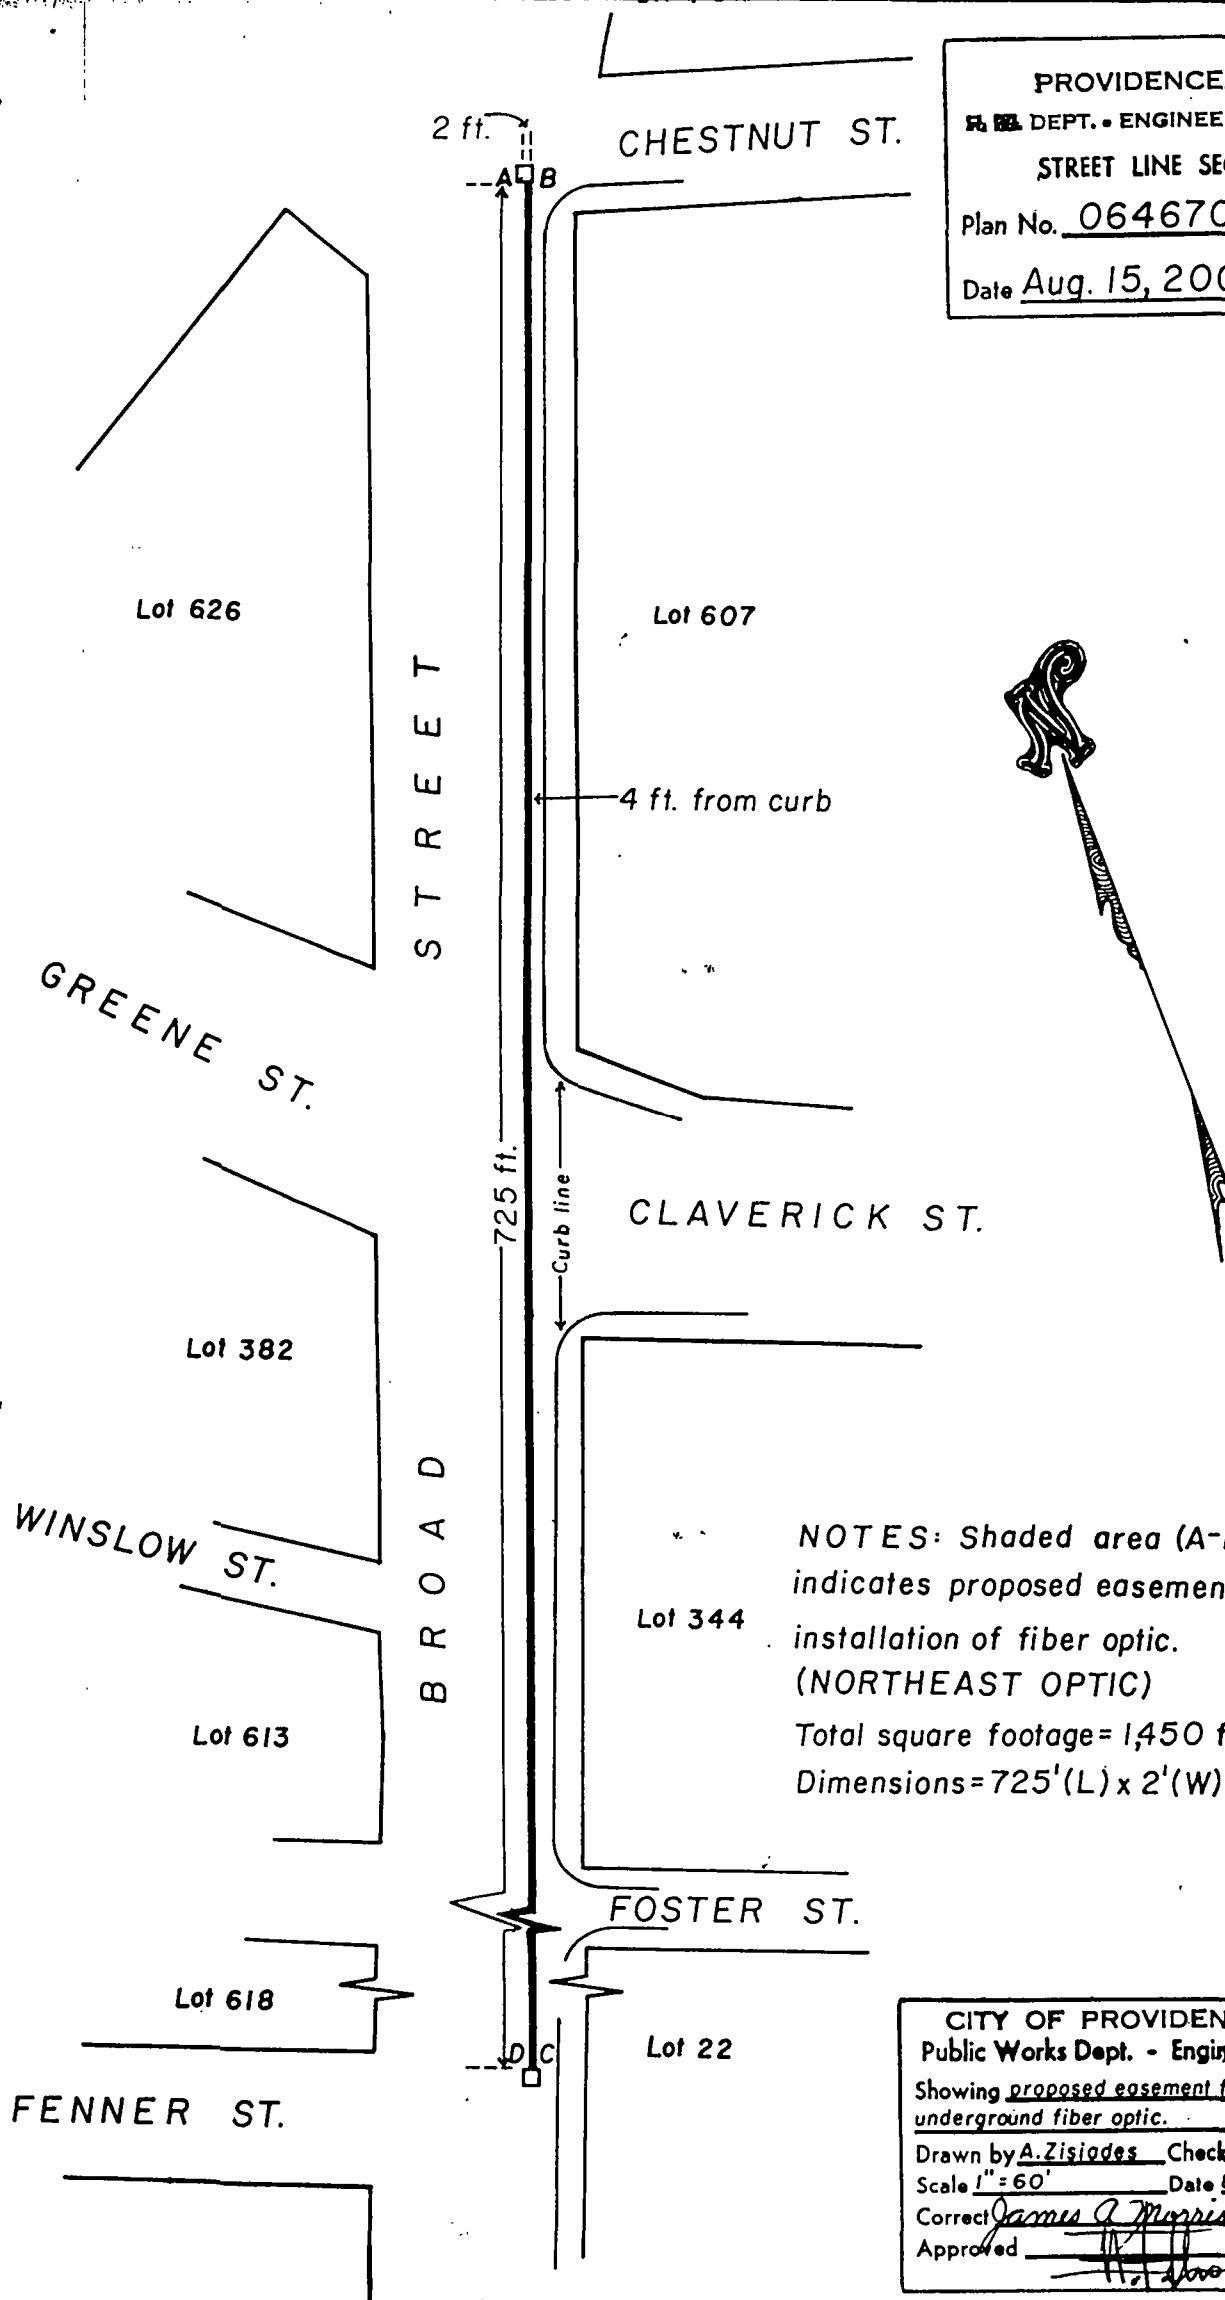 PROVIDENCE
DEPT. • ENGINEE
STREET LINE SE
Plan No. 064670
Date Aug. 15, 200
2 ft.
CHESTNUT ST.
A B
Lot 626
Lot 607
STREET
4 ft. from curb
GREENE ST.
725 ft.
Curb line
CLAVERICK ST.
Lot 382
BROAD
WINSLOW ST.
NOTES: Shaded area (A-
indicates proposed easemen
installation of fiber optic.
(NORTHEAST OPTIC)
Total square footage = 1,450 f
Dimensions = 725'(L) x 2'(W)
Lot 344
Lot 613
FOSTER ST.
Lot 618
D C
Lot 22
FENNER ST.
CITY OF PROVIDEN
Public Works Dept. - Engin
Showing proposed easement f
underground fiber optic.
Drawn by A. Zisiades Check
Scale 1" = 60' Date
Correct James A Morris
Approved